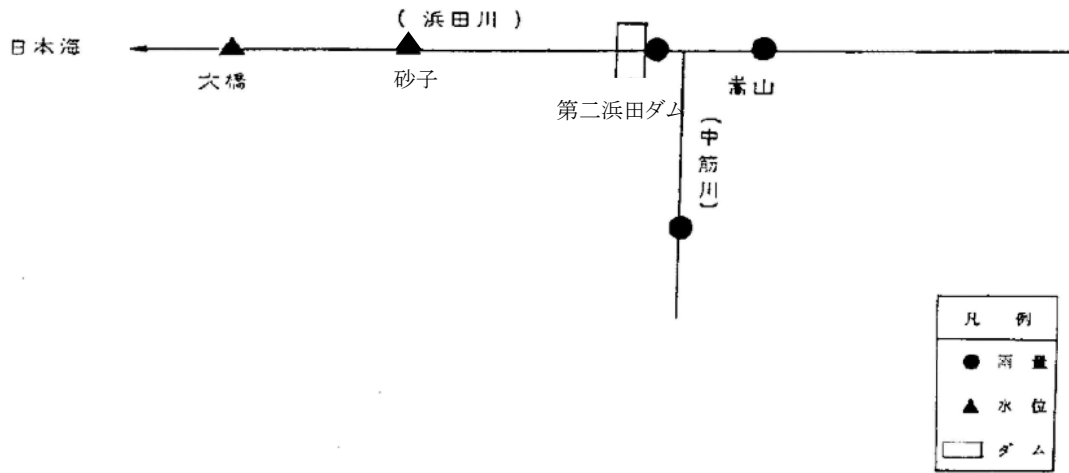 (浜田川)
日本海
大橋
砂子
第二浜田ダム
嵩山
(中筋川)
凡 例
雨 量
水 位
ダ ム